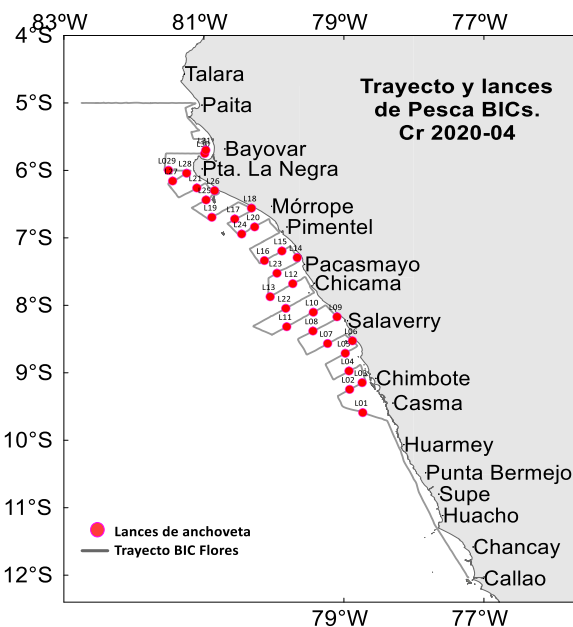 83°W
81°W
79°W
77°W
4°S
Talara
Trayecto y lances
de Pesca BICs.
Cr 2020-04
5°S
Paita
L31
Bayovar
L029
L28
Pta. La Negra
6°S
L27
L21
L26
L25
L18
Mórrope
L19
L17
L20
Pimentel
L24
7°S
L15
L16
L14
Pacasmayo
L23
L12
Chicama
L13
8°S
L22
L10
L09
L11
L08
Salaverry
L07
L06
L05
9°S
L04
L03
Chimbote
L02
Casma
L01
10°S
Huarmey
Punta Bermejo
Supe
11°S
Huacho
Lances de anchoveta
Trayecto BIC Flores
Chancay
12°S
Callao
79°W
77°W